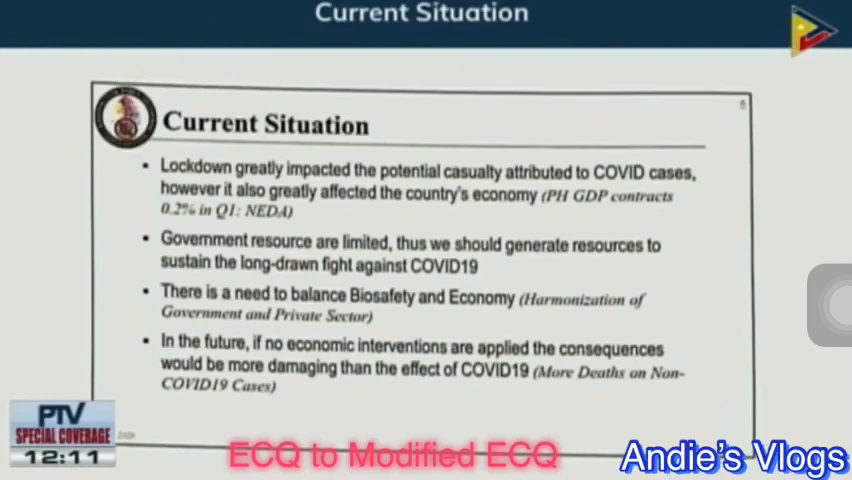 Current Situation
8
Current Situation
▪ Lockdown greatly impacted the potential casualty attributed to COVID cases,
however it also greatly affected the country's economy (PH GDP contracts
0.2% in Q1: NEDA)
▪ Government resource are limited, thus we should generate resources to
sustain the long-drawn fight against COVID19
▪ There is a need to balance Biosafety and Economy (Harmonization of
Government and Private Sector)
▪ In the future, if no economic interventions are applied the consequences
would be more damaging than the effect of COVID19 (More Deaths on Non-
COVID19 Cases)
PTV
SPECIAL COVERAGE
12:11
ECQ to Modified ECQ
Andie's Vlogs